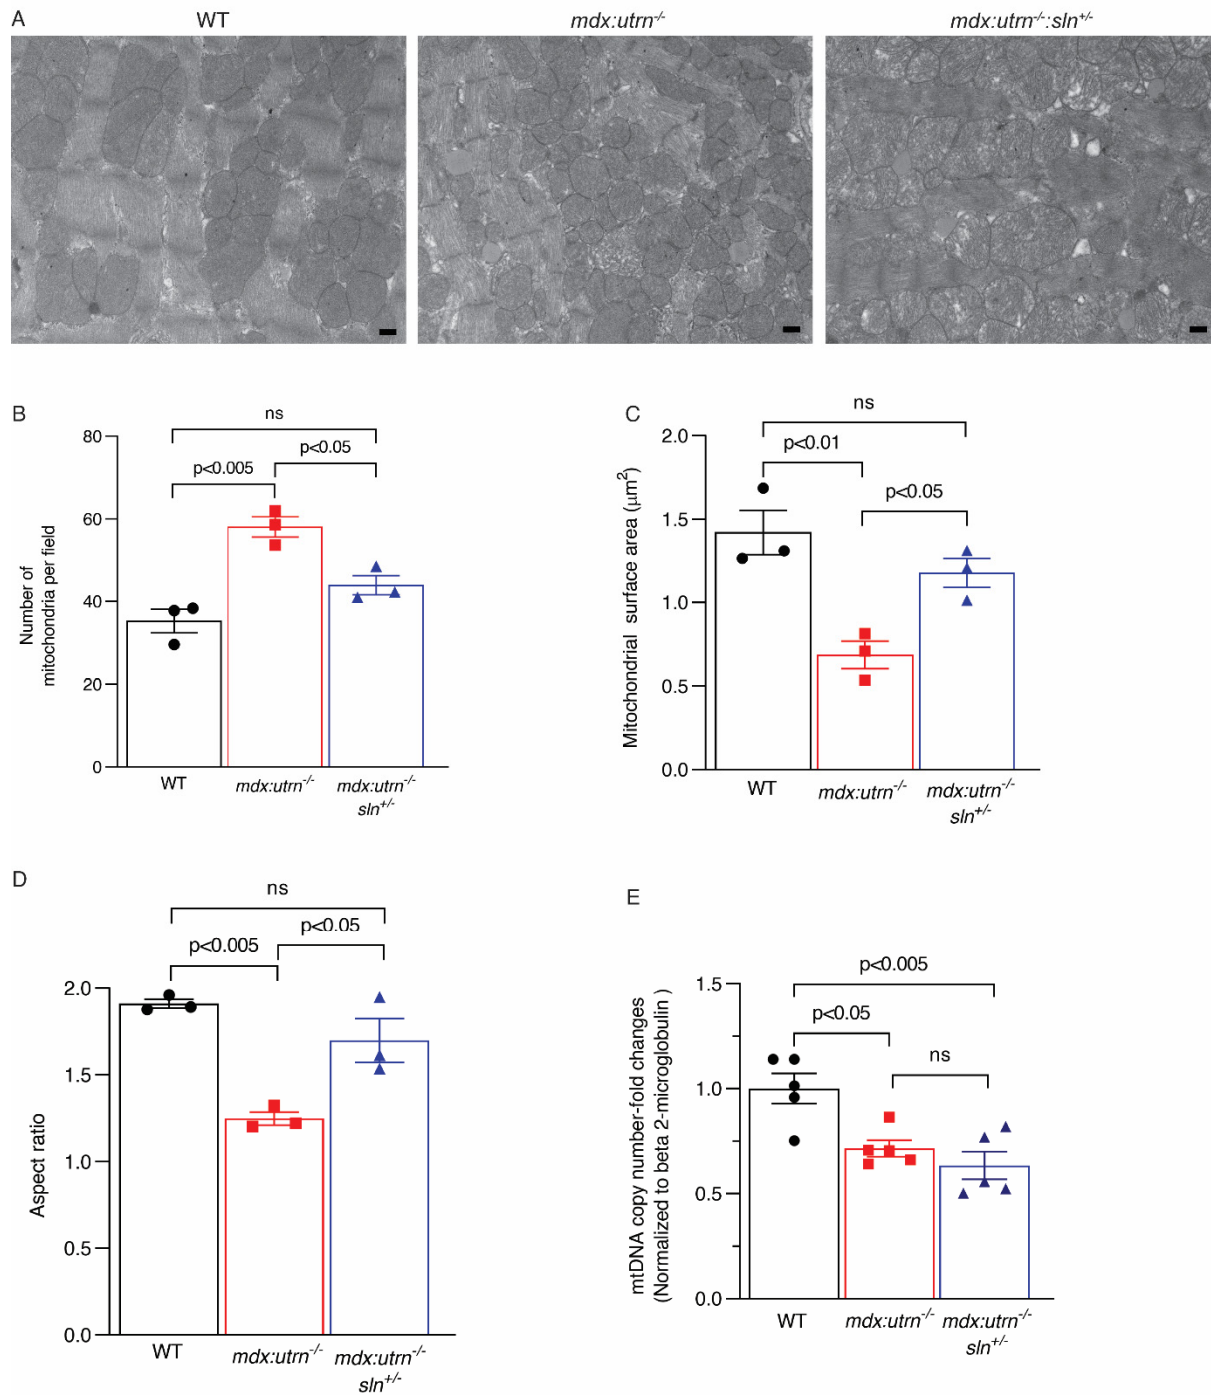 A
WT
mdx:utrn-/-
mdx:utrn-/-:sln+/-
B
ns
p<0.005
p<0.05
Number of
mitochondria per field
80
60
40
20
0
WT
mdx:utrn-/-
mdx:utrn-/-
sln+/-
C
ns
p<0.01
p<0.05
Mitochondrial surface area (μm2)
2.0
1.5
1.0
0.5
0.0
WT
mdx:utrn-/-
mdx:utrn-/-
sln+/-
D
ns
p<0.005
p<0.05
Aspect ratio
2.0
1.5
1.0
0.5
0.0
WT
mdx:utrn-/-
mdx:utrn-/-
sln+/-
E
p<0.005
p<0.05
ns
mtDNA copy number-fold changes
(Normalized to beta 2-microglobulin )
1.5
1.0
0.5
0.0
WT
mdx:utrn-/-
mdx:utrn-/-
sln+/-